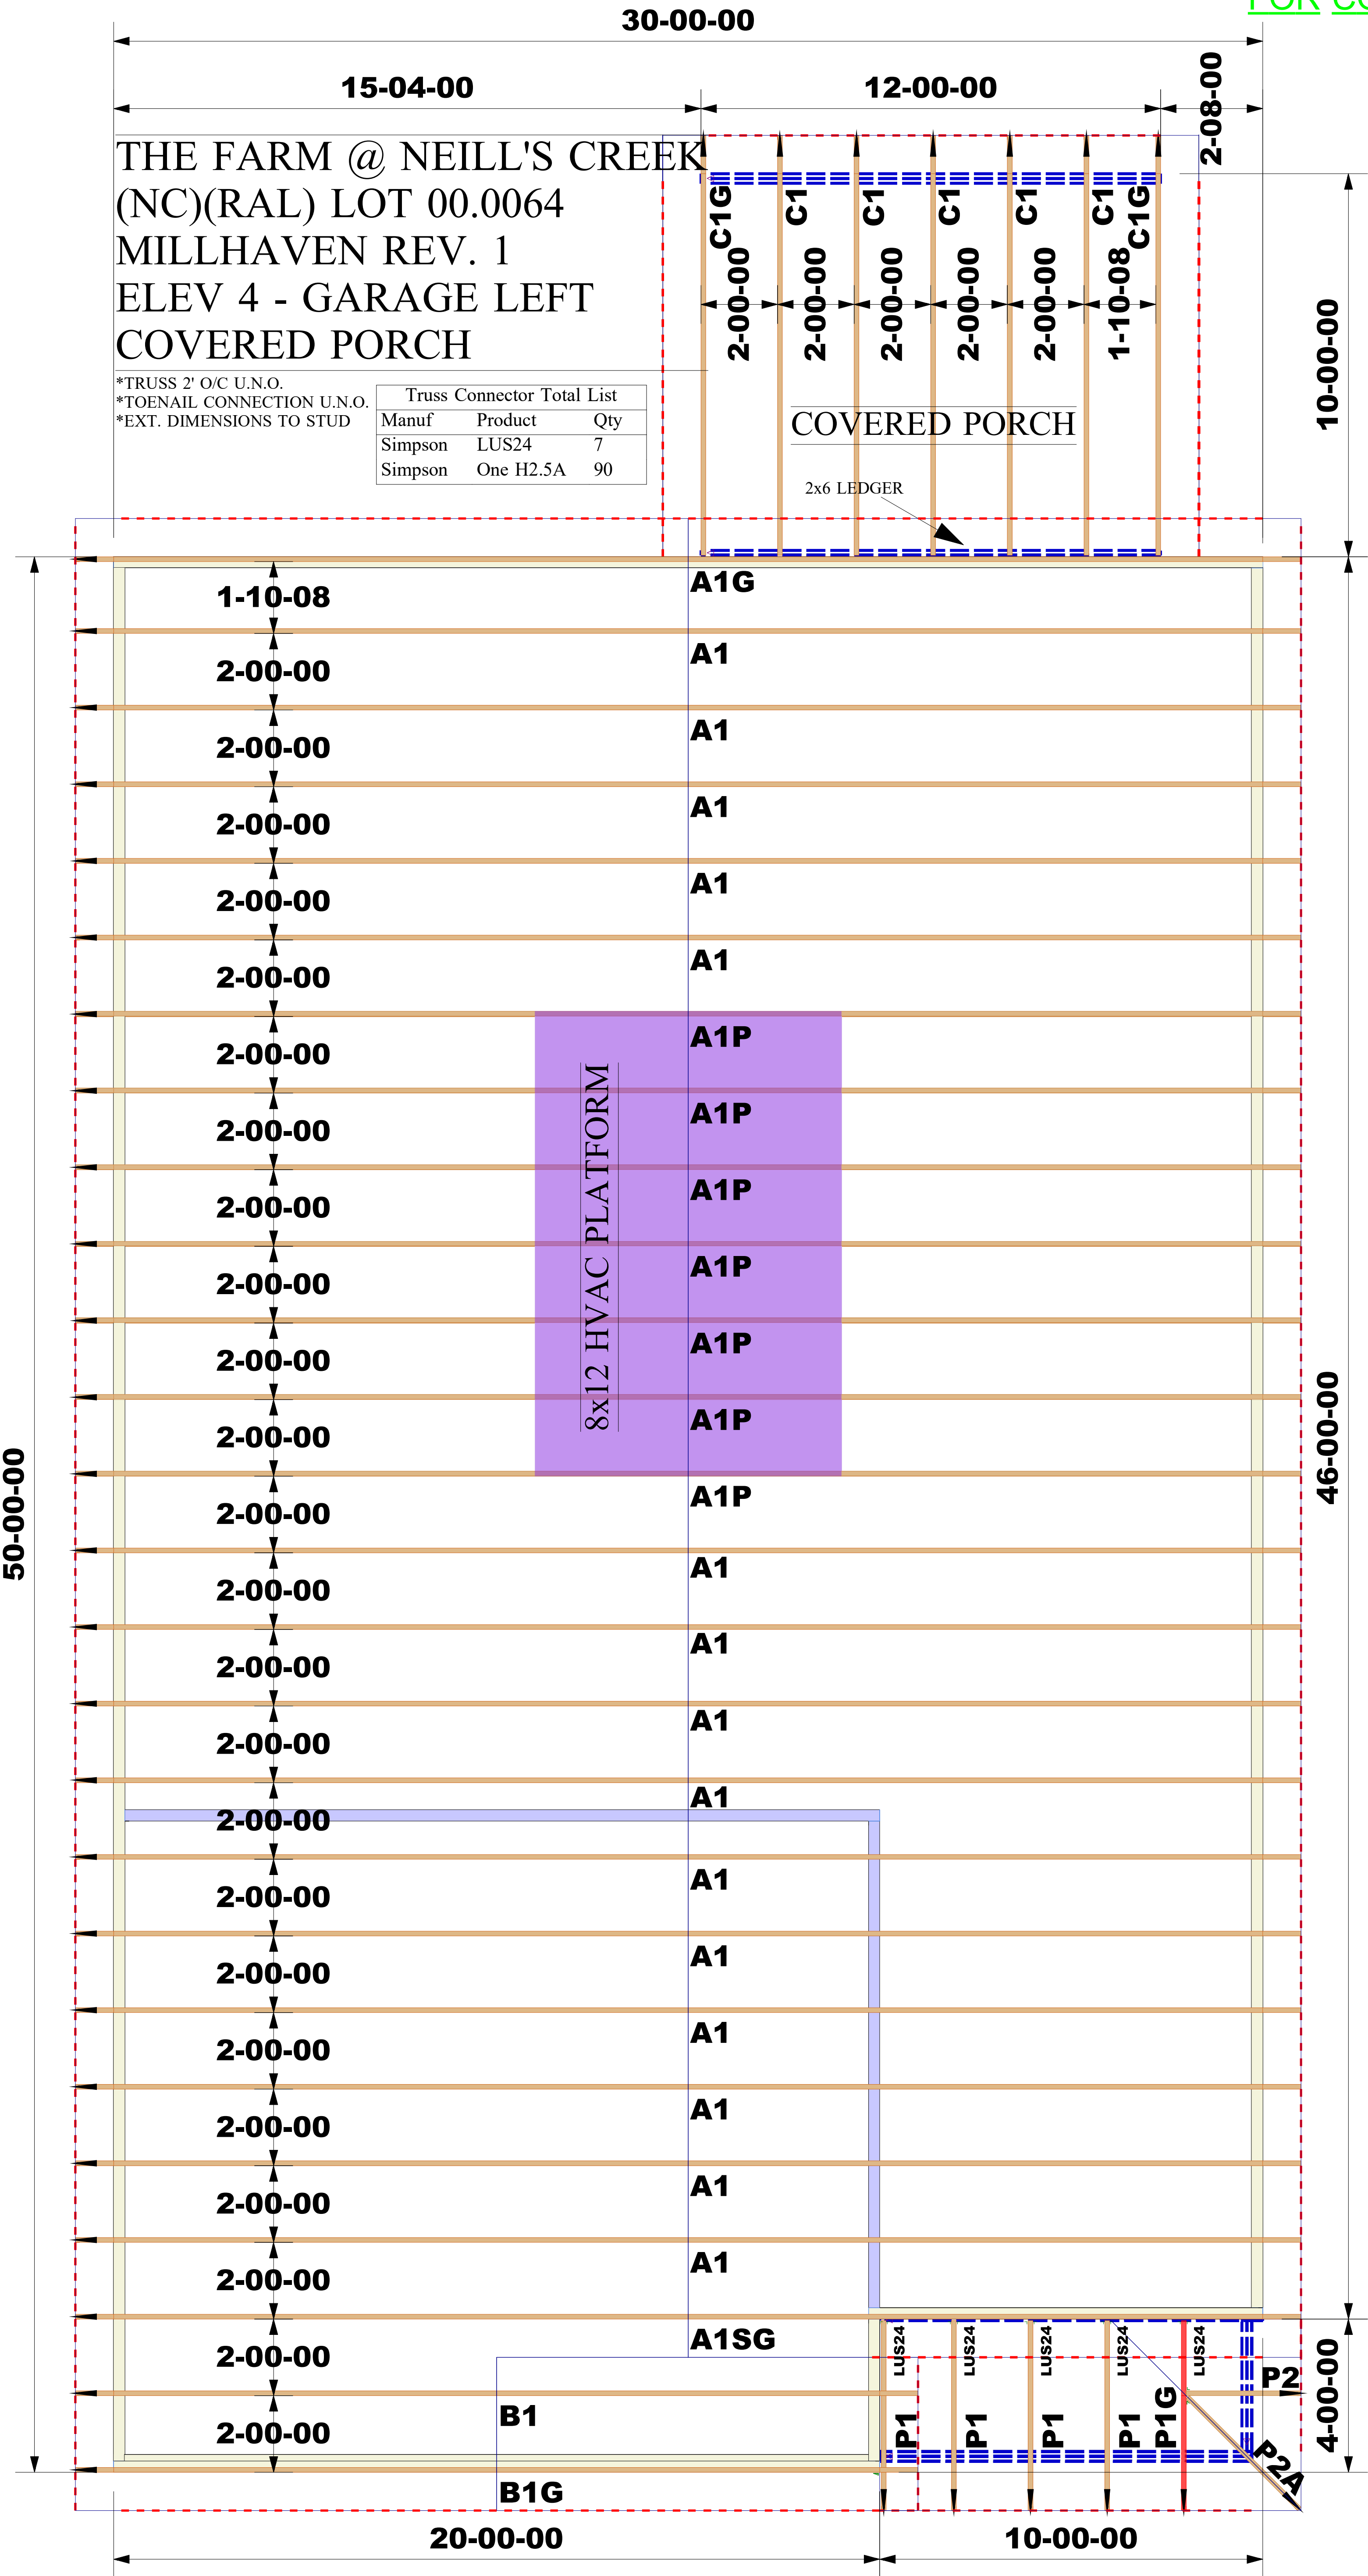 30-00-00
15-04-00
12-00-00
2-08-00
THE FARM @ NEILL'S CREEK
(NC)(RAL) LOT 00.0064
MILLHAVEN REV. 1
ELEV 4 - GARAGE LEFT
COVERED PORCH
*TRUSS 2' O/C U.N.O.
*TOENAIL CONNECTION U.N.O.
*EXT. DIMENSIONS TO STUD
Truss Connector Total List
Manuf Product Qty
Simpson LUS24 7
Simpson One H2.5A 90
C1G
C1
C1
C1
C1
C1
C1G
2-00-00
2-00-00
2-00-00
2-00-00
2-00-00
1-10-08
10-00-00
COVERED PORCH
2x6 LEDGER
A1G
1-10-08
A1
2-00-00
A1
2-00-00
A1
2-00-00
A1
2-00-00
A1
2-00-00
A1P
2-00-00
A1P
2-00-00
A1P
2-00-00
A1P
2-00-00
A1P
2-00-00
A1P
2-00-00
A1P
2-00-00
8x12 HVAC PLATFORM
50-00-00
46-00-00
A1
2-00-00
A1
2-00-00
A1
2-00-00
A1
2-00-00
A1
2-00-00
A1
2-00-00
A1
2-00-00
A1
2-00-00
A1
2-00-00
A1
2-00-00
A1SG
2-00-00
B1
2-00-00
B1G
LUS24
LUS24
LUS24
LUS24
LUS24
P1
P1
P1
P1
P1G
P2
P2A
4-00-00
20-00-00
10-00-00